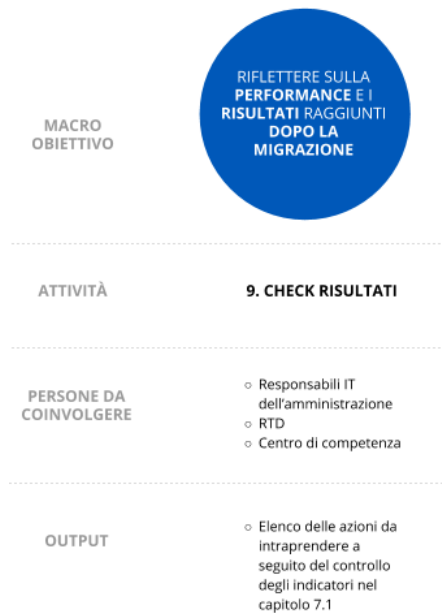 MACRO
OBIETTIVO
RIFLETTERE SULLA
PERFORMANCE E I
RISULTATI RAGGIUNTI
DOPO LA
MIGRAZIONE
ATTIVITÀ
9. CHECK RISULTATI
PERSONE DA
COINVOLGERE
○ Responsabili IT
dell'amministrazione
○ RTD
○ Centro di competenza
OUTPUT
○ Elenco delle azioni da
intraprendere a
seguito del controllo
degli indicatori nel
capitolo 7.1